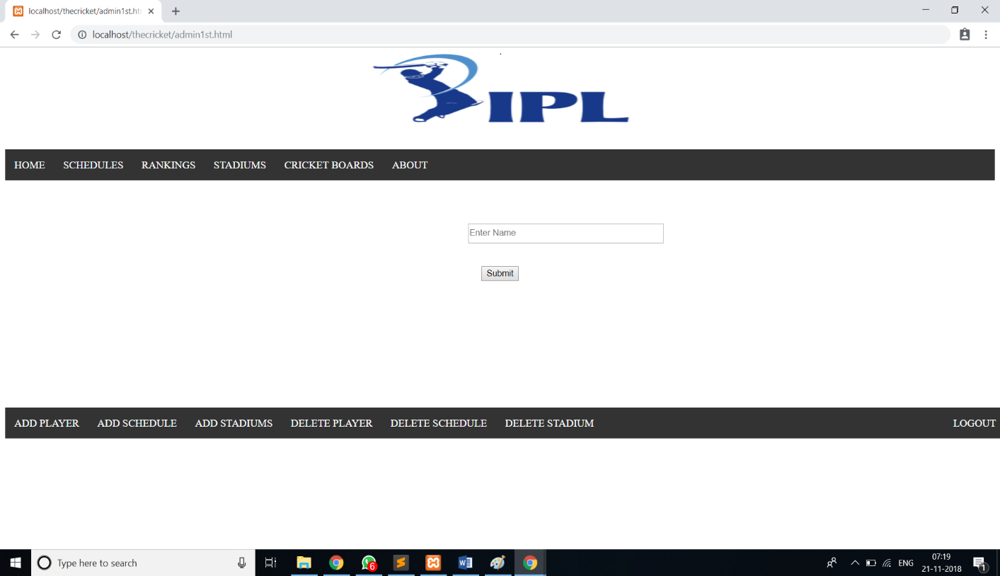 localhost/thecricket/admin1st.ht
localhost/thecricket/admin1st.html
.
IPL
HOME SCHEDULES RANKINGS STADIUMS CRICKET BOARDS ABOUT
Enter Name
Submit
ADD PLAYER ADD SCHEDULE ADD STADIUMS DELETE PLAYER DELETE SCHEDULE DELETE STADIUM LOGOUT
Type here to search 6 ENG 07:19
21-11-2018 1